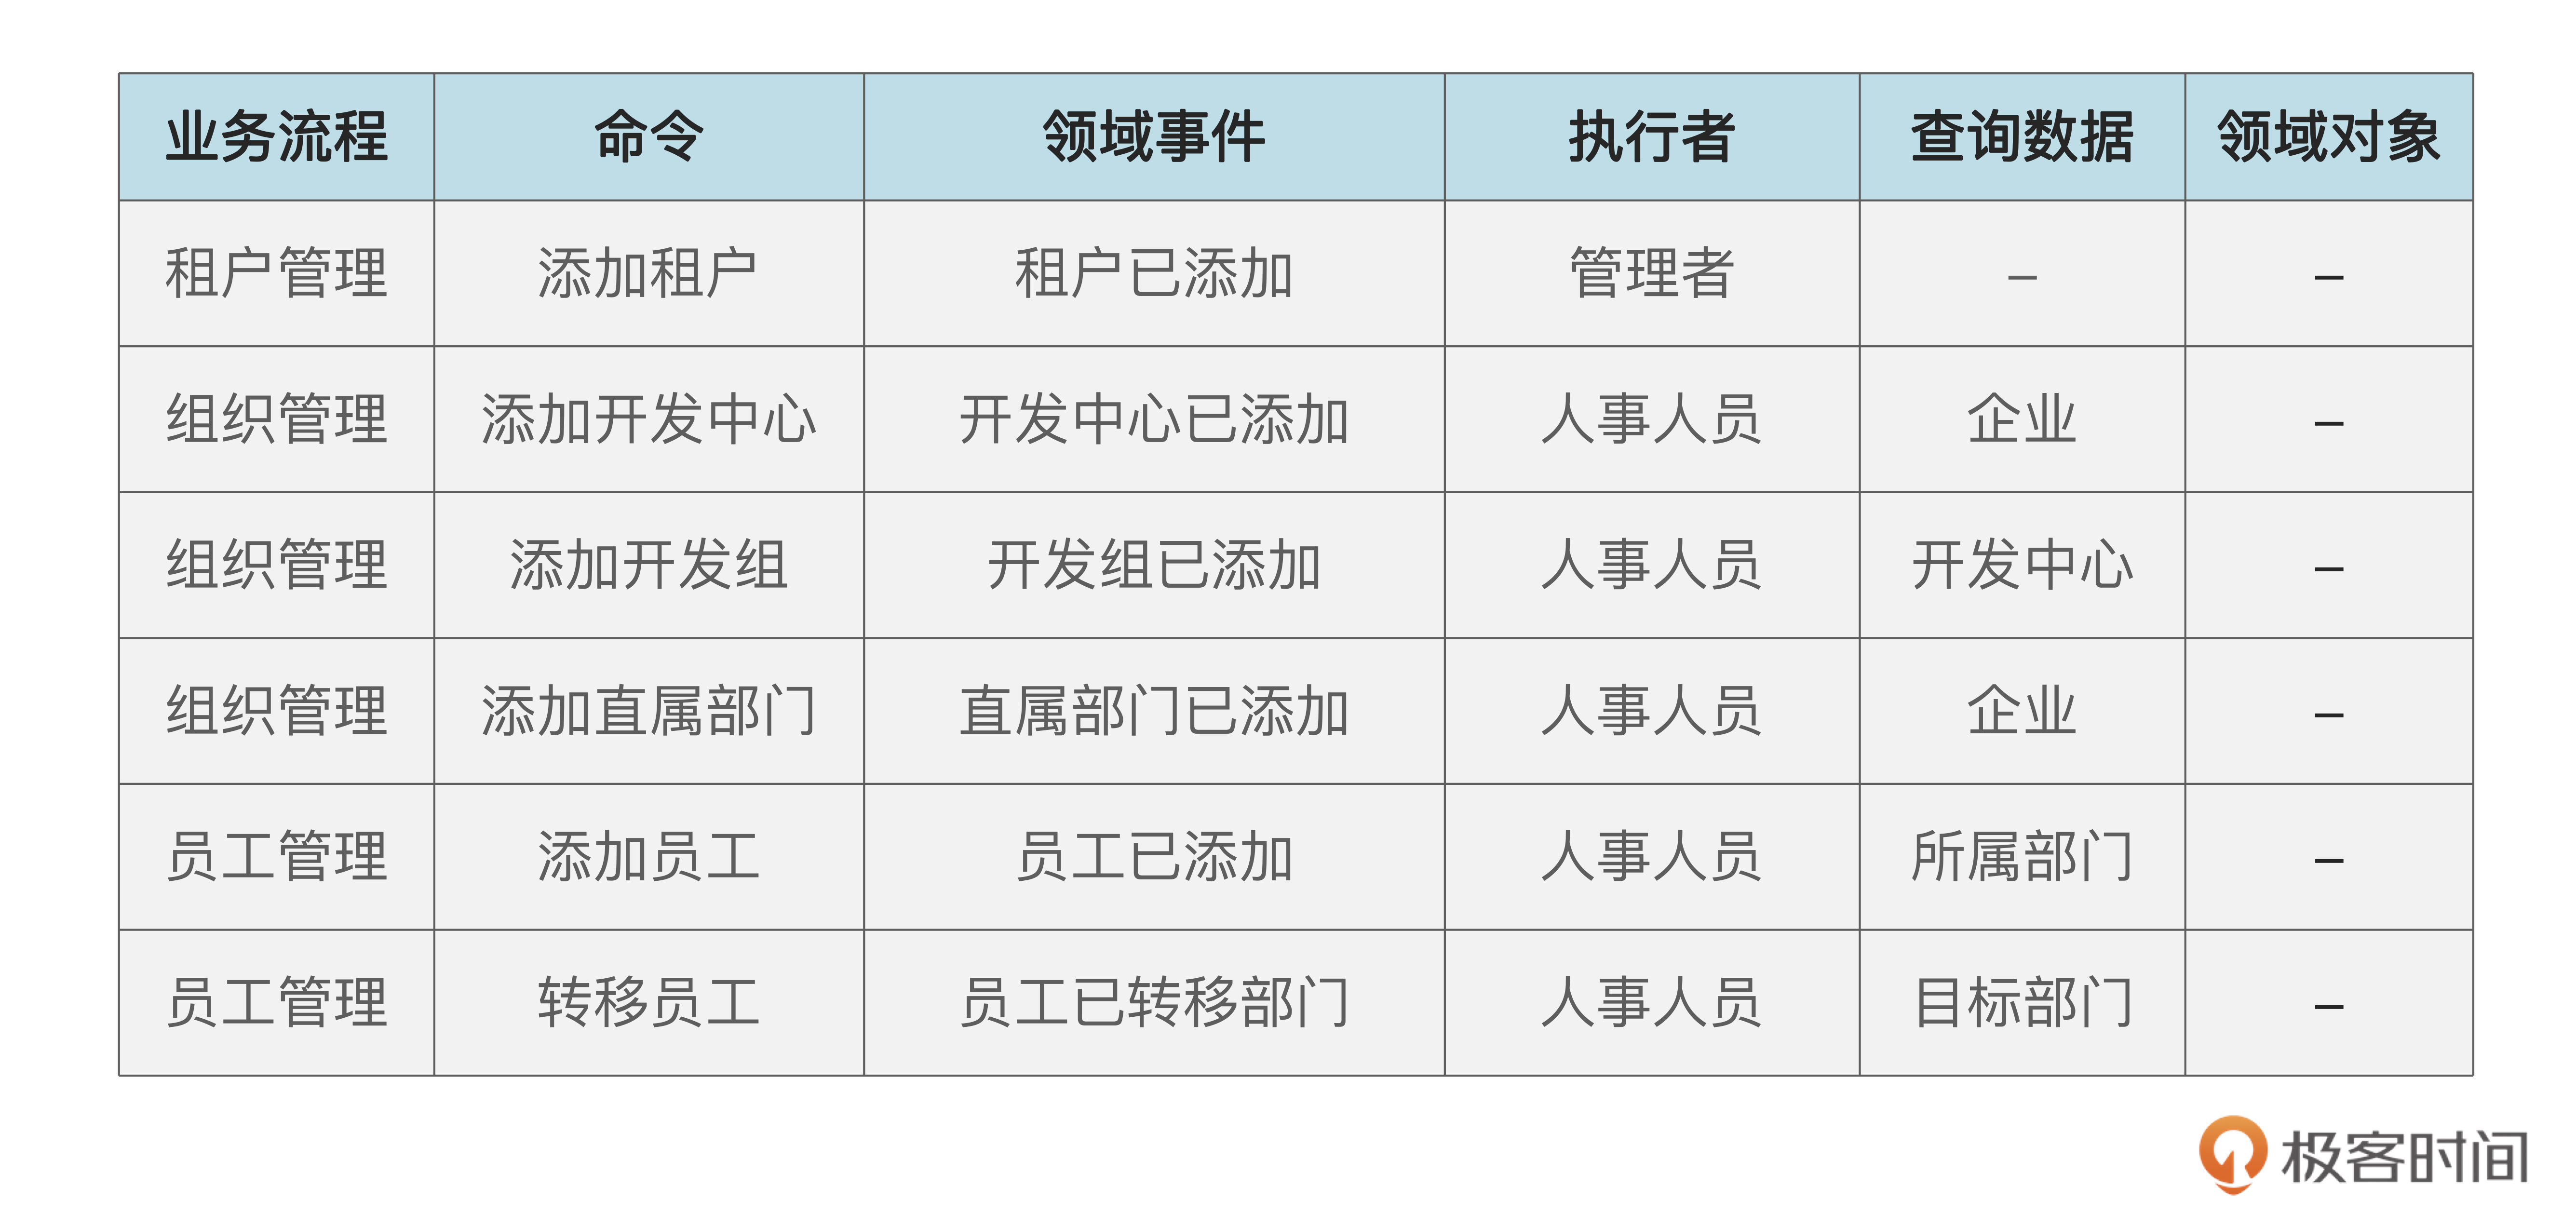 业务流程 命令 领域事件 执行者 查询数据 领域对象
租户管理 添加租户 租户已添加 管理者 – –
组织管理 添加开发中心 开发中心已添加 人事人员 企业 –
组织管理 添加开发组 开发组已添加 人事人员 开发中心 –
组织管理 添加直属部门 直属部门已添加 人事人员 企业 –
员工管理 添加员工 员工已添加 人事人员 所属部门 –
员工管理 转移员工 员工已转移部门 人事人员 目标部门 –
极客时间